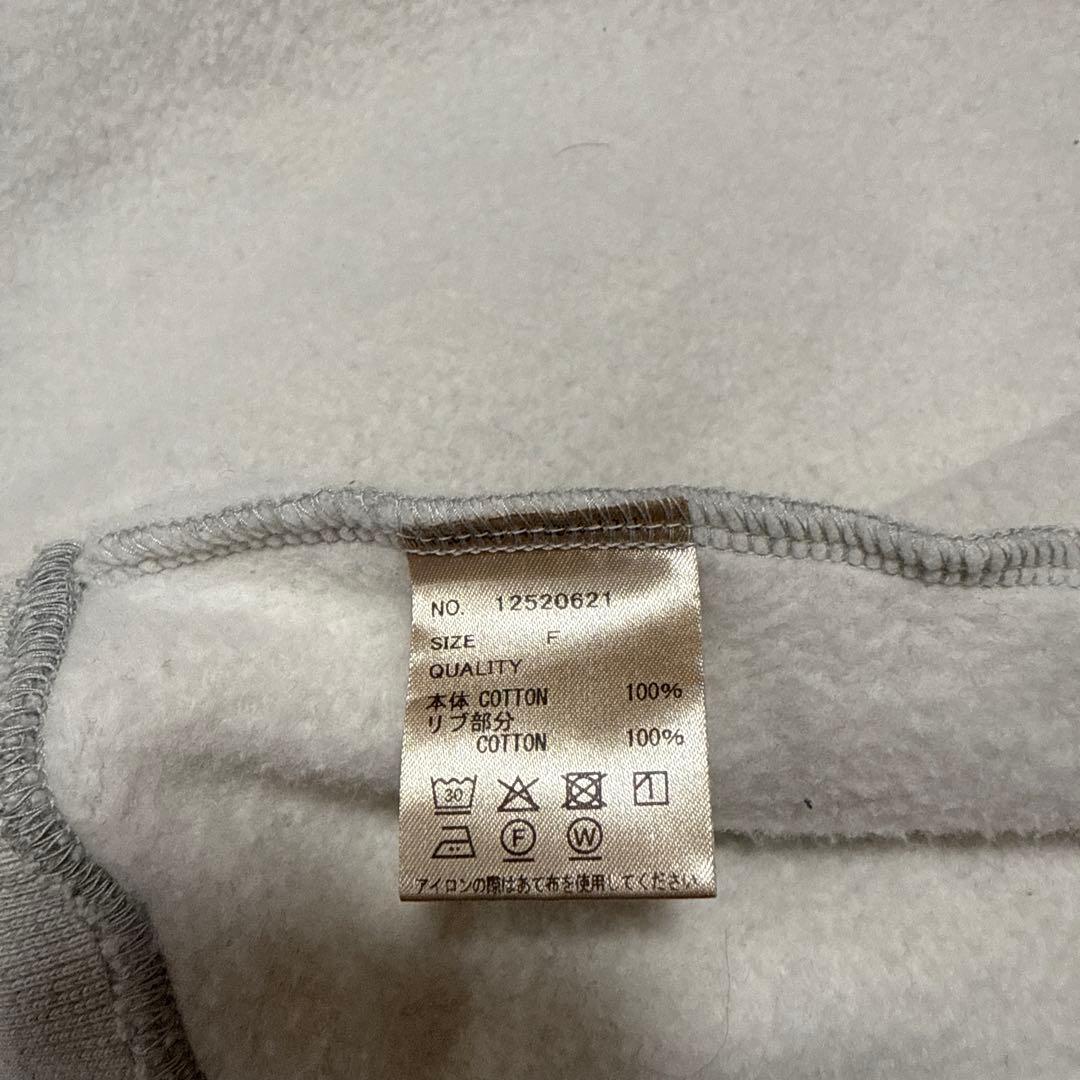 NO. 12520621
SIZE F
QUALITY
本体 COTTON 100%
リブ部分
COTTON 100%
30
F W
アイロンの際はあて布を使用してください